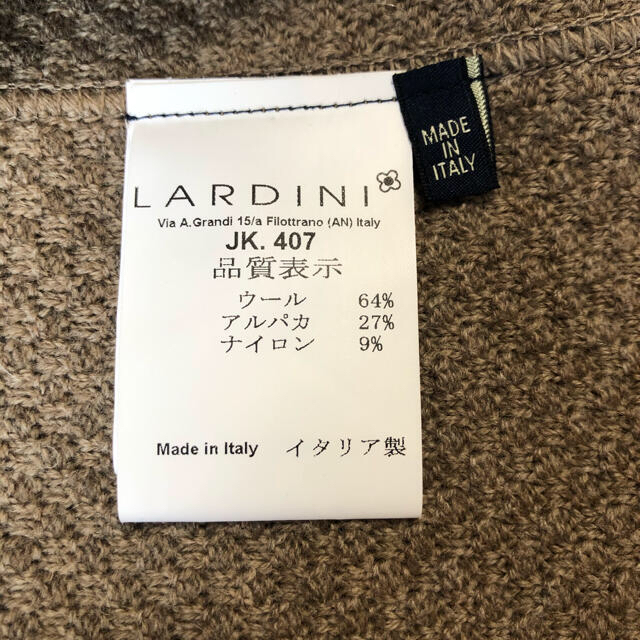 LARDINI
Via A.Grandi 15/a Filottrano (AN) Italy
JK. 407
品質表示
ウール 64%
アルパカ 27%
ナイロン 9%
Made in Italy イタリア製
MADE
IN
ITALY